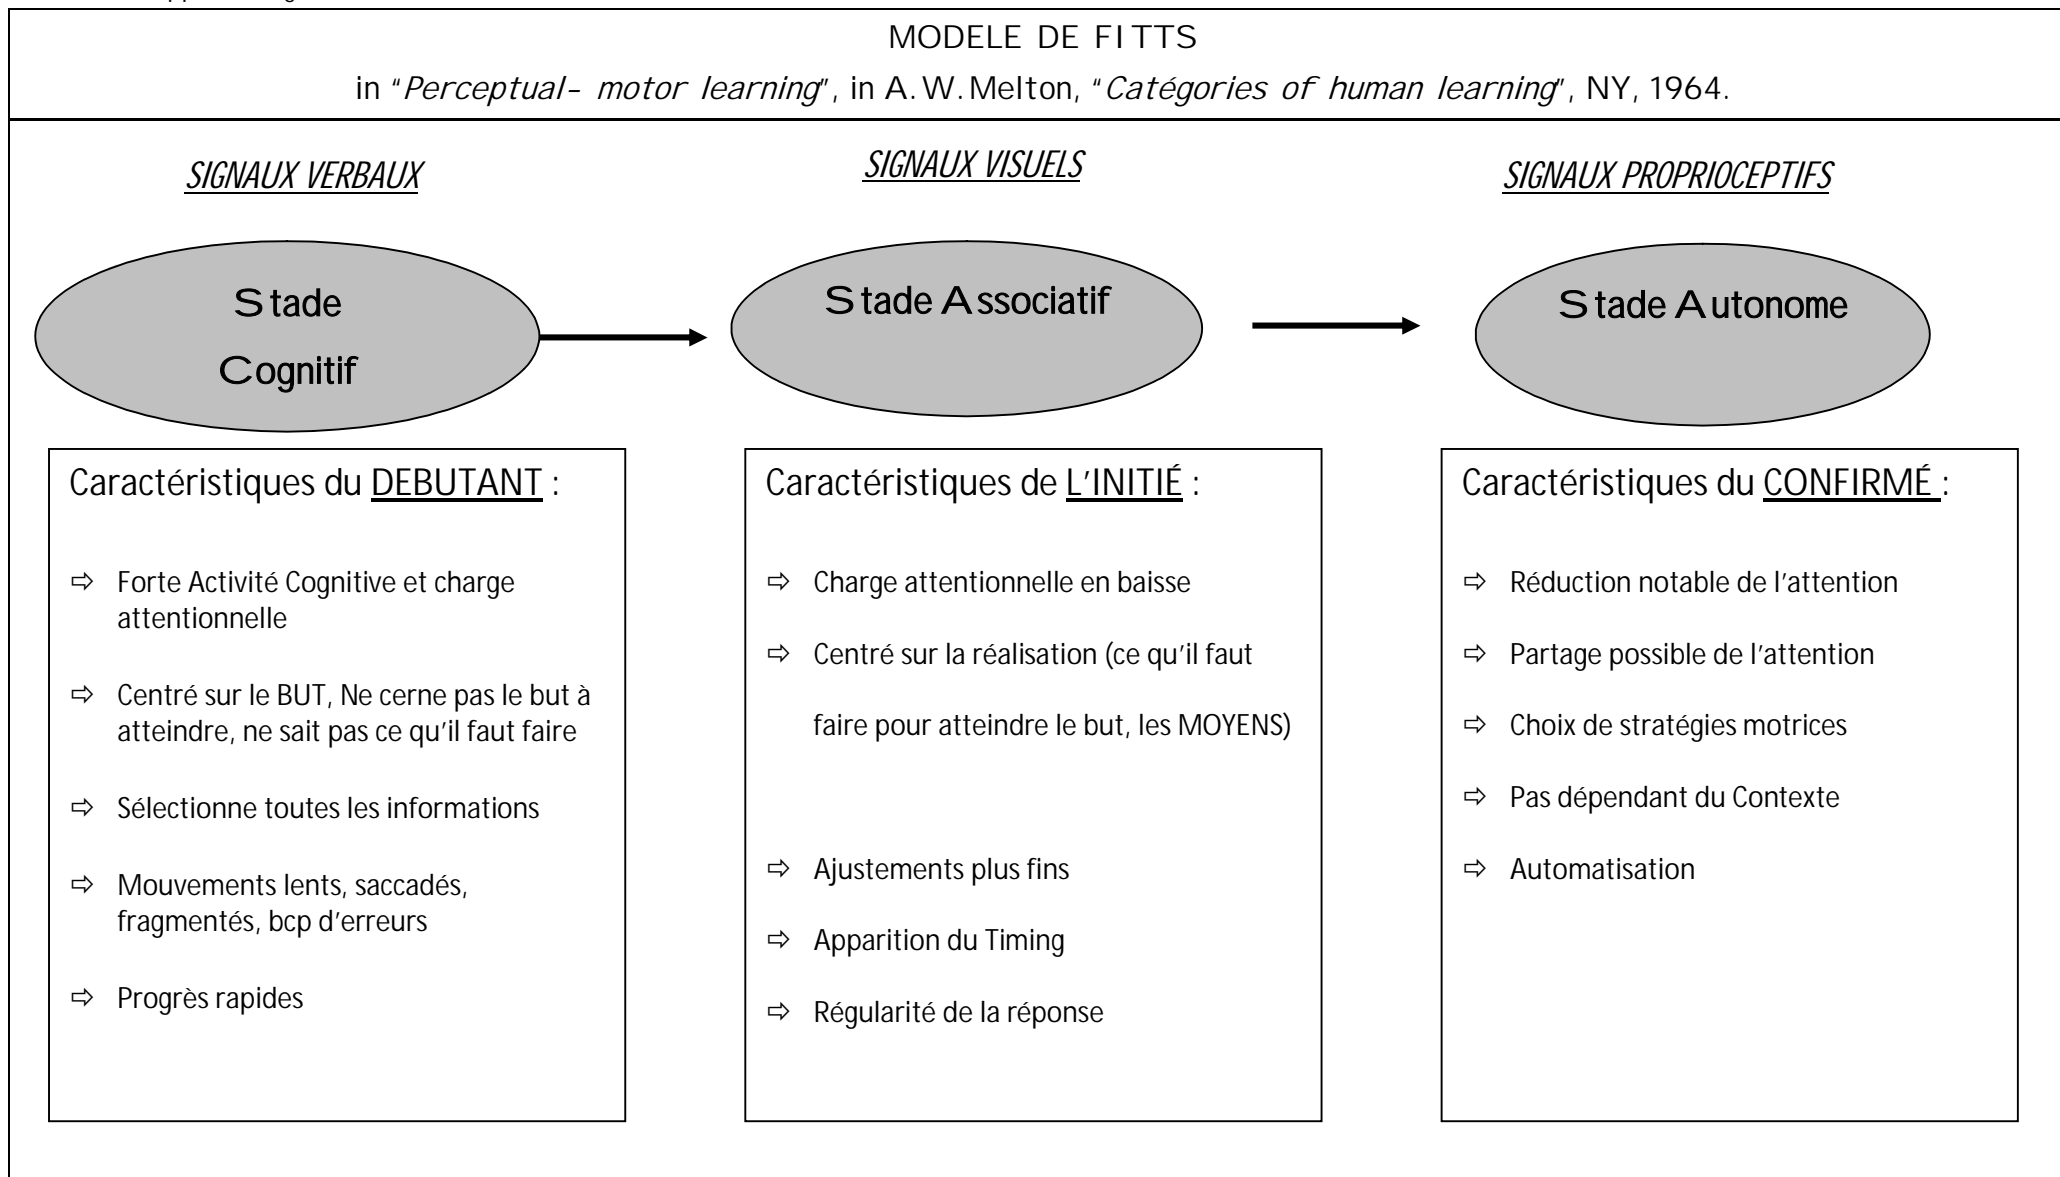 MODELE DE FITTS
in "Perceptual- motor learning", in A.W.Melton, "Catégories of human learning", NY, 1964.
SIGNAUX VERBAUX
SIGNAUX VISUELS
SIGNAUX PROPRIOCEPTIFS
Stade
Cognitif
Stade Associatif
Stade Autonome
Caractéristiques du DEBUTANT :
⇨ Forte Activité Cognitive et charge
attentionnelle
⇨ Centré sur le BUT, Ne cerne pas le but à
atteindre, ne sait pas ce qu'il faut faire
⇨ Sélectionne toutes les informations
⇨ Mouvements lents, saccadés,
fragmentés, bcp d'erreurs
⇨ Progrès rapides
Caractéristiques de L'INITIÉ :
⇨ Charge attentionnelle en baisse
⇨ Centré sur la réalisation (ce qu'il faut
faire pour atteindre le but, les MOYENS)
⇨ Ajustements plus fins
⇨ Apparition du Timing
⇨ Régularité de la réponse
Caractéristiques du CONFIRMÉ :
⇨ Réduction notable de l'attention
⇨ Partage possible de l'attention
⇨ Choix de stratégies motrices
⇨ Pas dépendant du Contexte
⇨ Automatisation